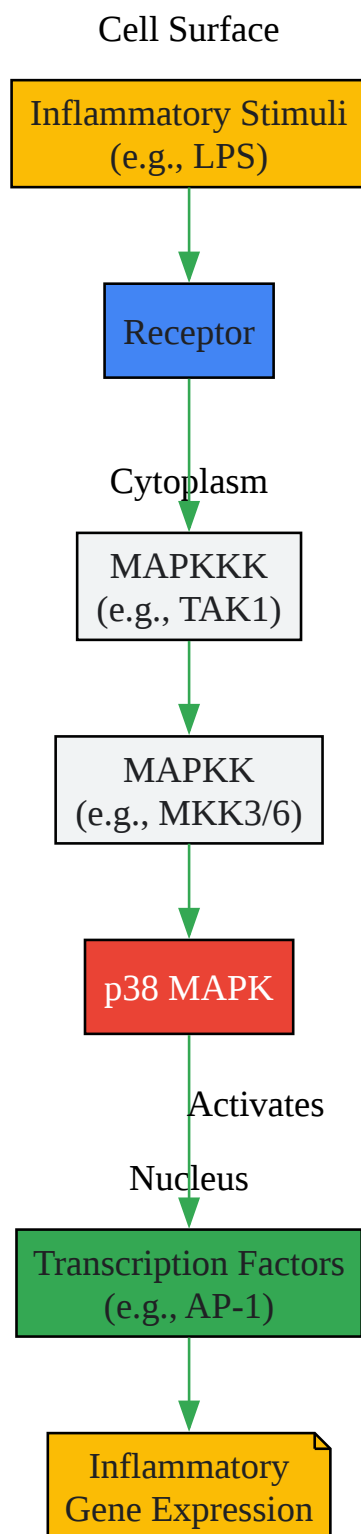 Cell Surface
Inflammatory Stimuli
(e.g., LPS)
Receptor
Cytoplasm
MAPKKK
(e.g., TAK1)
MAPKK
(e.g., MKK3/6)
p38 MAPK
Activates
Nucleus
Transcription Factors
(e.g., AP-1)
Inflammatory
Gene Expression